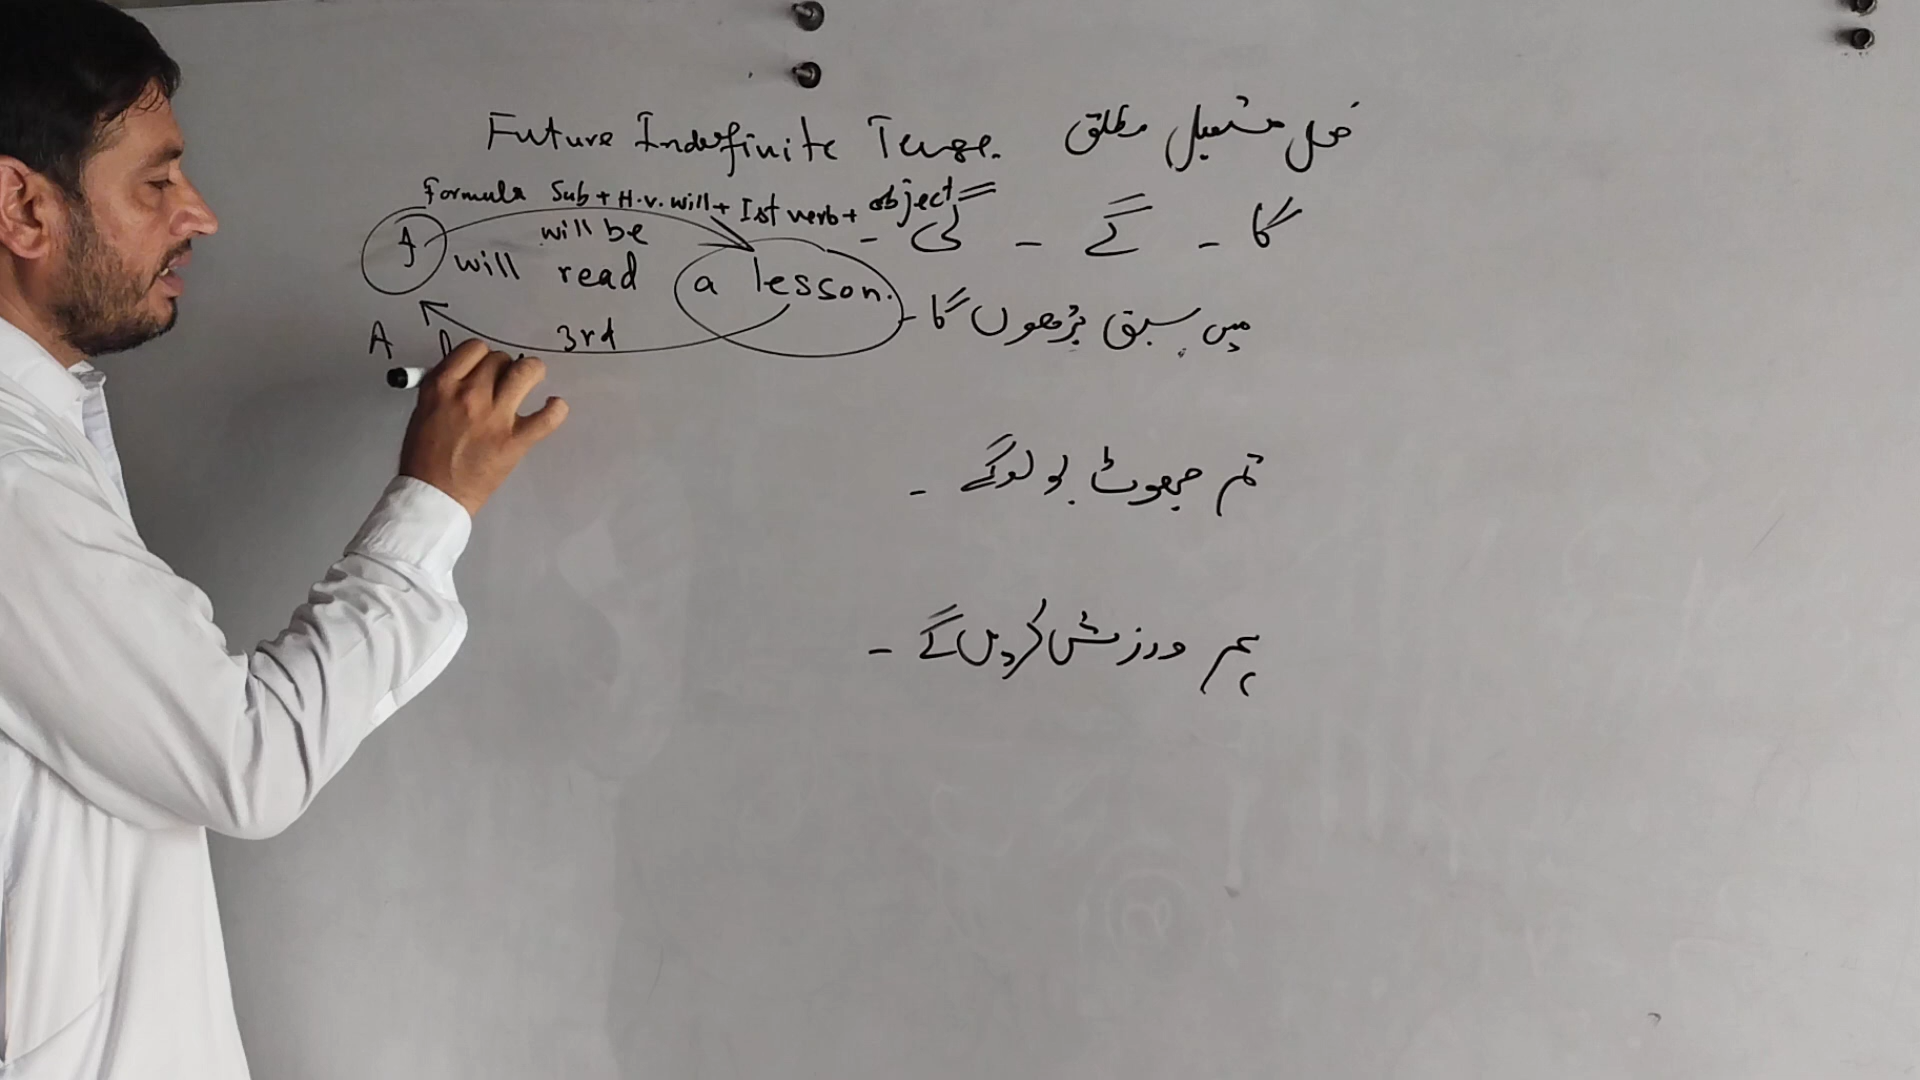 Future Indefinite Tense. فعل مستقبل مطلق
Formula Sub + H.v. will + Ist verb + object
گا - گے - گی -
will be
I will read a lesson.
میں سبق پڑھوں گا -
3rd
A
تم جھوٹ بولو گے -
ہم ورزش کریں گے -